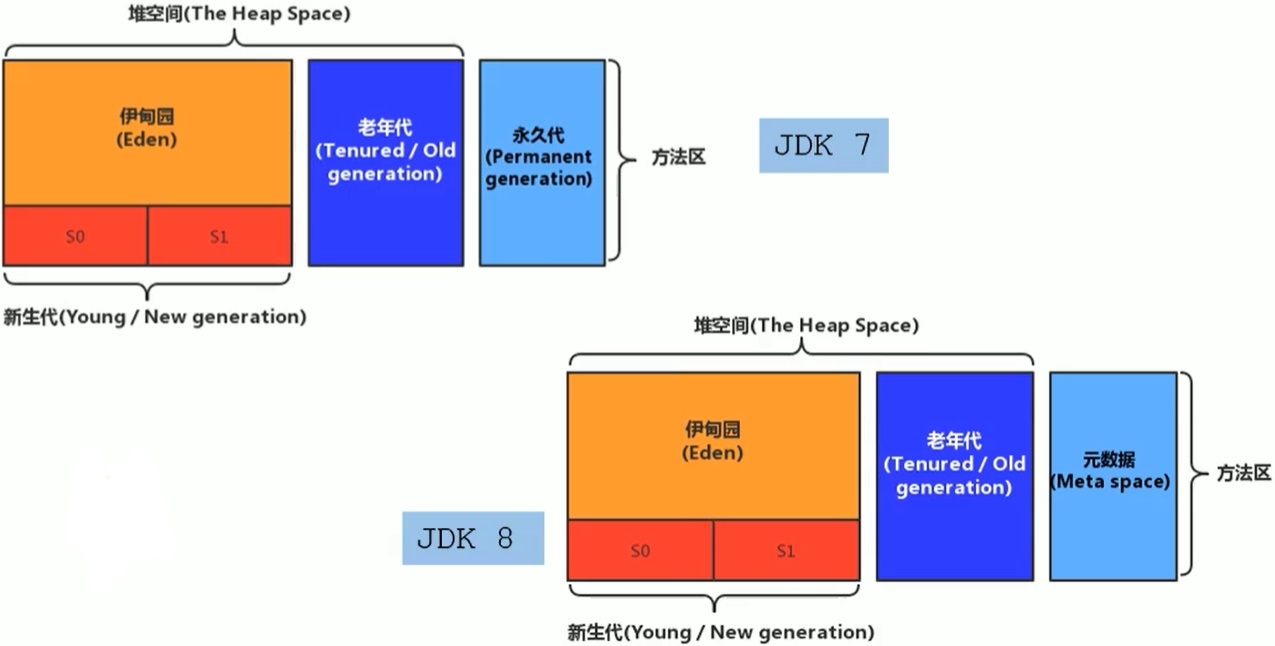 堆空间(The Heap Space)
伊甸园
(Eden)
老年代
(Tenured / Old
generation)
永久代
(Permanent
generation)
方法区
JDK 7
S0
S1
新生代(Young / New generation)
堆空间(The Heap Space)
伊甸园
(Eden)
老年代
(Tenured / Old
generation)
元数据
(Meta space)
方法区
JDK 8
S0
S1
新生代(Young / New generation)